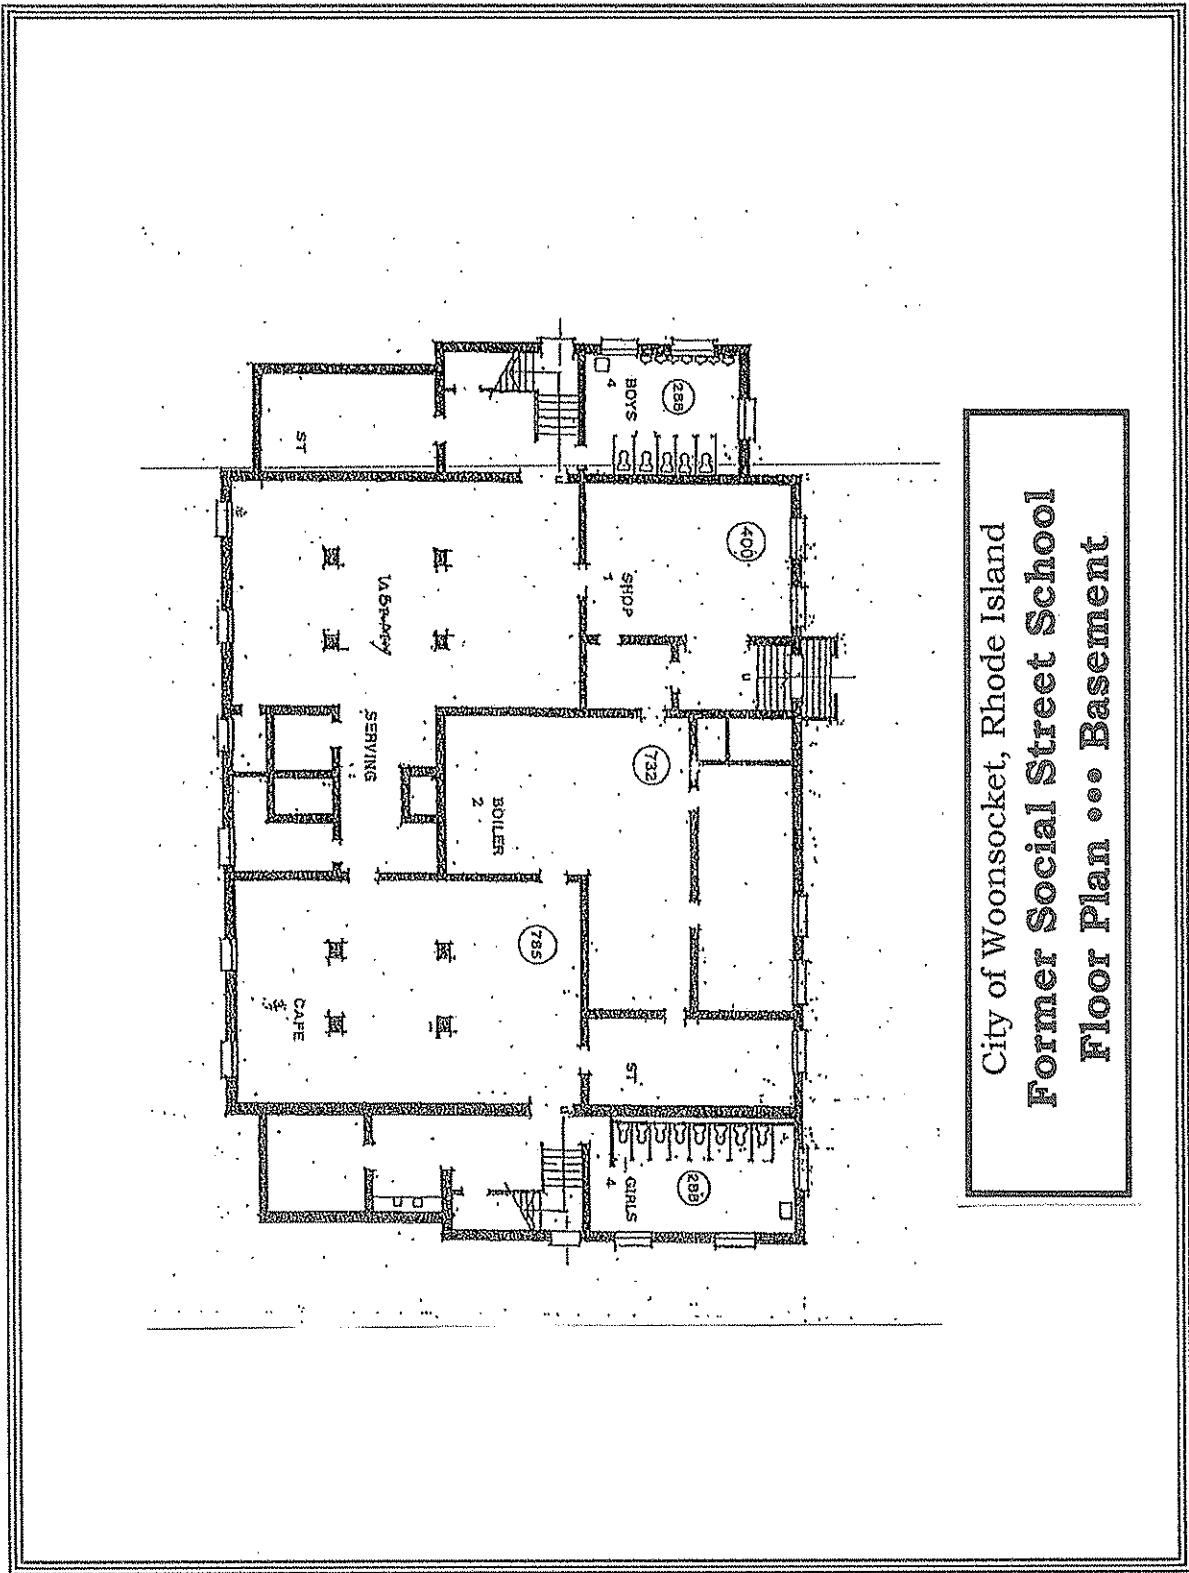 City of Woonsocket, Rhode Island
Former Social Street School
Floor Plan •••• Basement
288
BOYS
4
ST
400
SHOP
1
u
u
LIBRARY
SERVING
732
BOILER
2
785
CAFE
ST
u
288
GIRLS
4